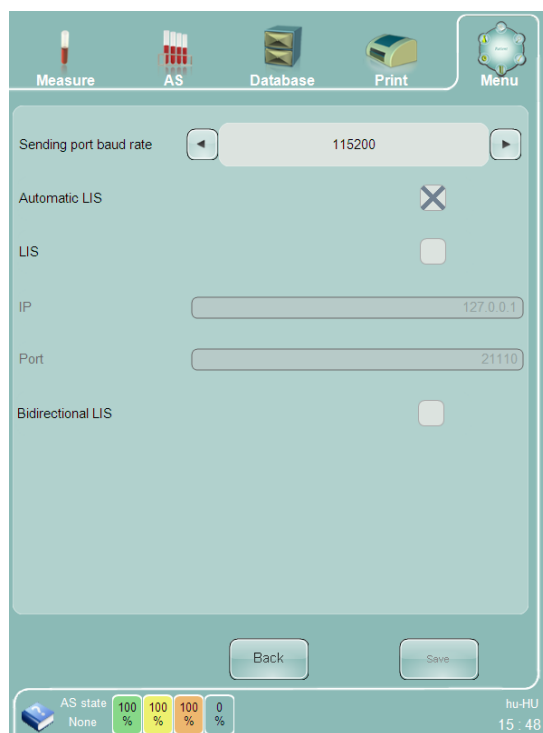 Measure AS Database Print Menu
Sending port baud rate 115200
Automatic LIS
LIS
IP 127.0.0.1
Port 21110
Bidirectional LIS
Back Save
AS state 100 100 100 0 hu-HU
None % % % % 15 : 48